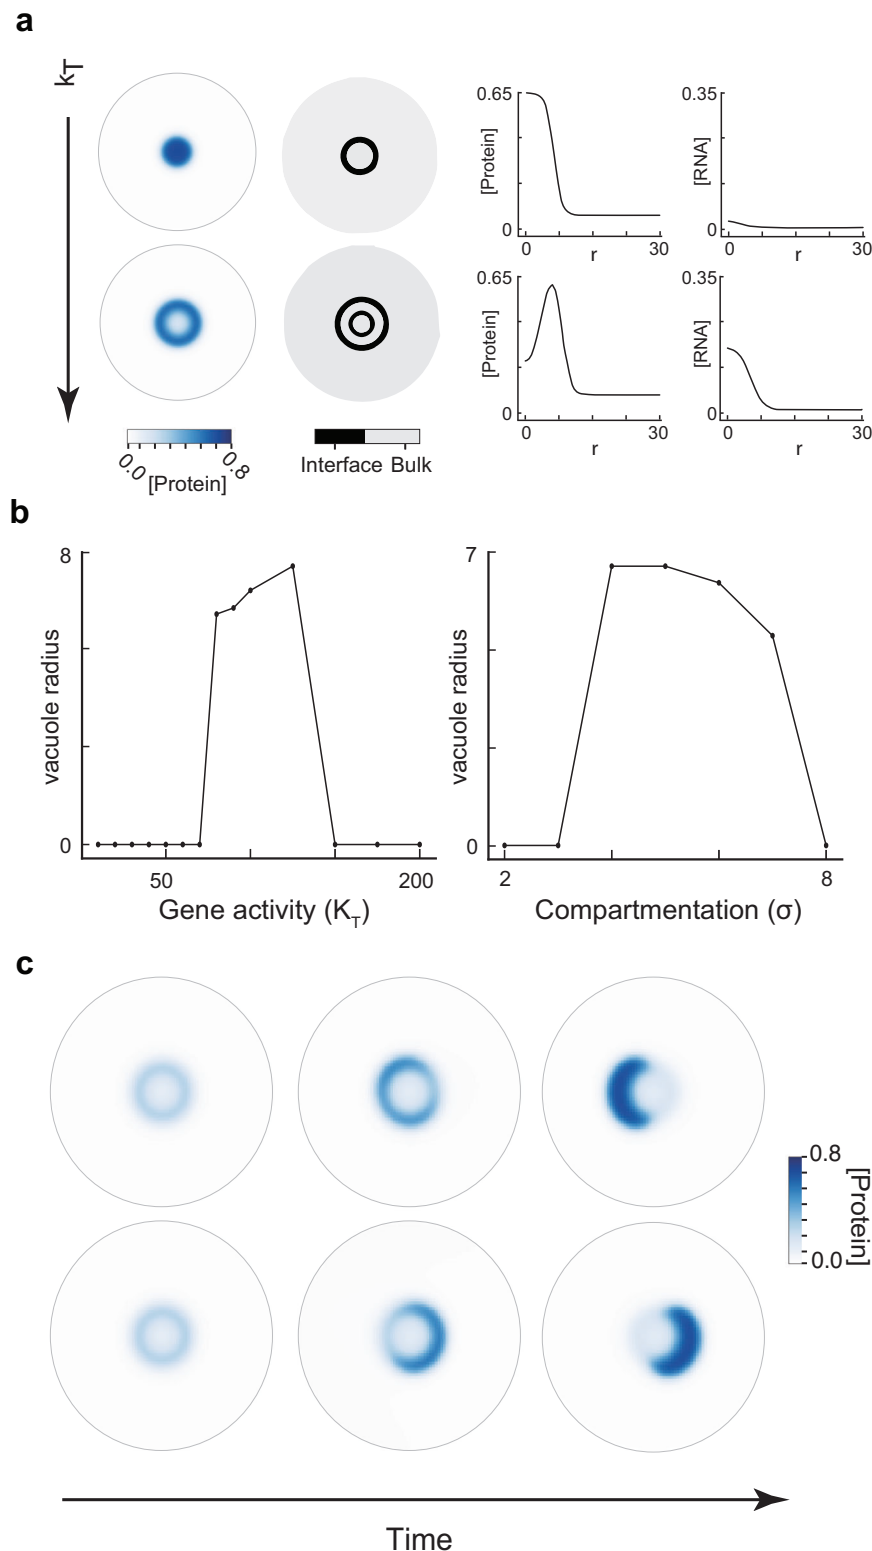 a
kT
0.65
[Protein]
0
0
r
30
0.35
[RNA]
0
0
r
30
0.65
[Protein]
0
0
r
30
0.35
[RNA]
0
0
r
30
0.0
0.8
[Protein]
Interface Bulk
b
8
vacuole radius
0
50
200
Gene activity (KT)
7
vacuole radius
0
2
8
Compartmentation (σ)
c
0.8
[Protein]
0.0
Time